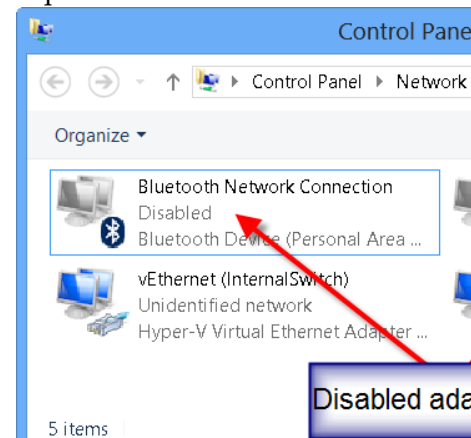 Control Pane
Control Panel Network
Organize
Bluetooth Network Connection
Disabled
Bluetooth Device (Personal Area ...
vEthernet (InternalSwitch)
Unidentified network
Hyper-V Virtual Ethernet Adapter ...
Disabled ada
5 items